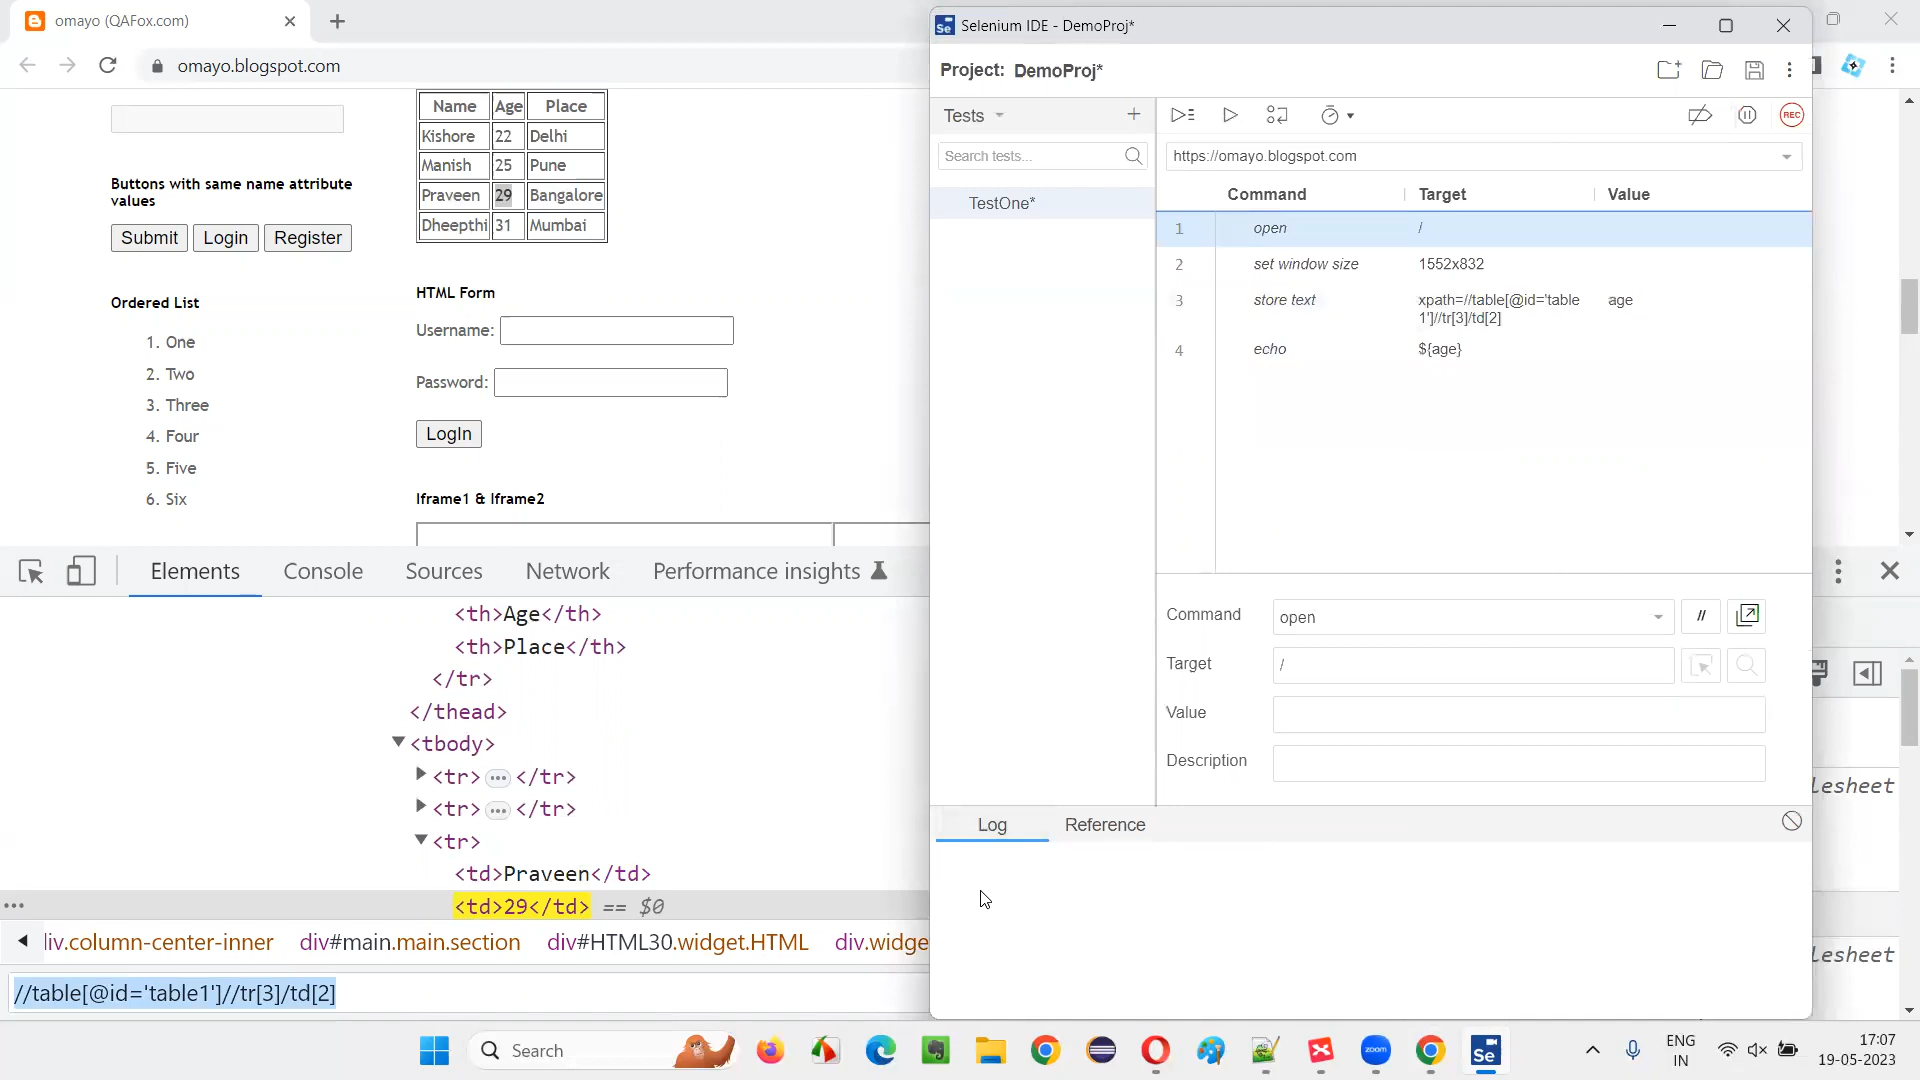 omayo (QAFox.com)
omayo.blogspot.com
Name Age Place
Kishore 22 Delhi
Manish 25 Pune
Praveen 29 Bangalore
Dheepthi 31 Mumbai
Buttons with same name attribute
values
Submit Login Register
Ordered List
1. One
2. Two
3. Three
4. Four
5. Five
6. Six
HTML Form
Username:
Password:
LogIn
Iframe1 & Iframe2
Elements Console Sources Network Performance insights
<th>Age</th>
<th>Place</th>
</tr>
</thead>
<tbody>
<tr> ••• </tr>
<tr> ••• </tr>
<tr>
<td>Praveen</td>
••• <td>29</td> == $0
liv.column-center-inner div#main.main.section div#HTML30.widget.HTML div.widge
//table[@id='table1']//tr[3]/td[2]
Se Selenium IDE - DemoProj*
Project: DemoProj*
Tests
Search tests...
TestOne*
REC
https://omayo.blogspot.com
Command Target Value
1 open /
2 set window size 1552x832
3 store text xpath=//table[@id='table age
1']//tr[3]/td[2]
4 echo ${age}
Command open //
Target /
Value
Description
Log Reference
lesheet
lesheet
Search
zoom
Se
ENG
IN
17:07
19-05-2023